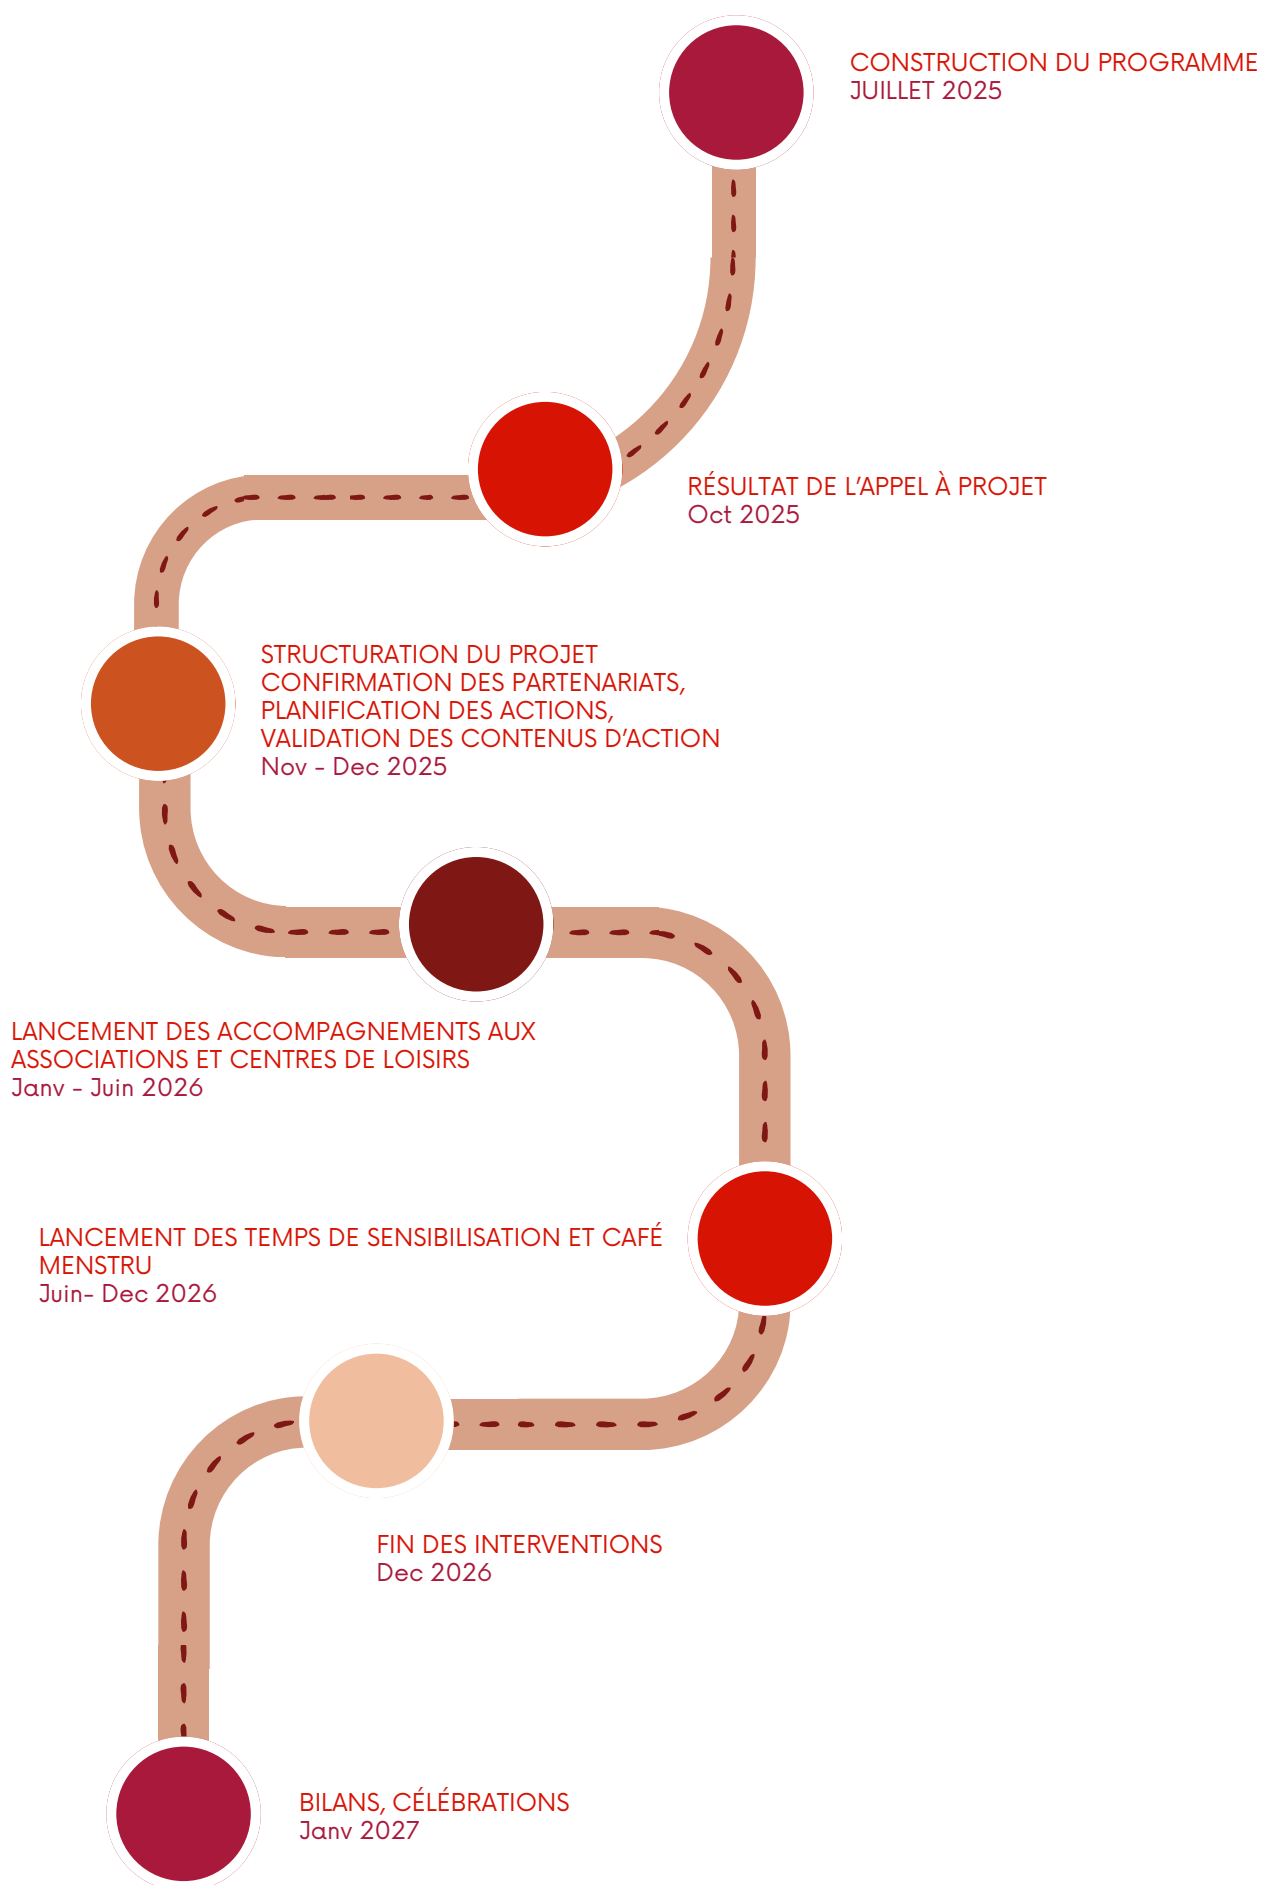 CONSTRUCTION DU PROGRAMME
JUILLET 2025
RÉSULTAT DE L'APPEL À PROJET
Oct 2025
STRUCTURATION DU PROJET
CONFIRMATION DES PARTENARIATS,
PLANIFICATION DES ACTIONS,
VALIDATION DES CONTENUS D'ACTION
Nov - Dec 2025
LANCEMENT DES ACCOMPAGNEMENTS AUX
ASSOCIATIONS ET CENTRES DE LOISIRS
Janv - Juin 2026
LANCEMENT DES TEMPS DE SENSIBILISATION ET CAFÉ
MENSTRU
Juin- Dec 2026
FIN DES INTERVENTIONS
Dec 2026
BILANS, CÉLÉBRATIONS
Janv 2027